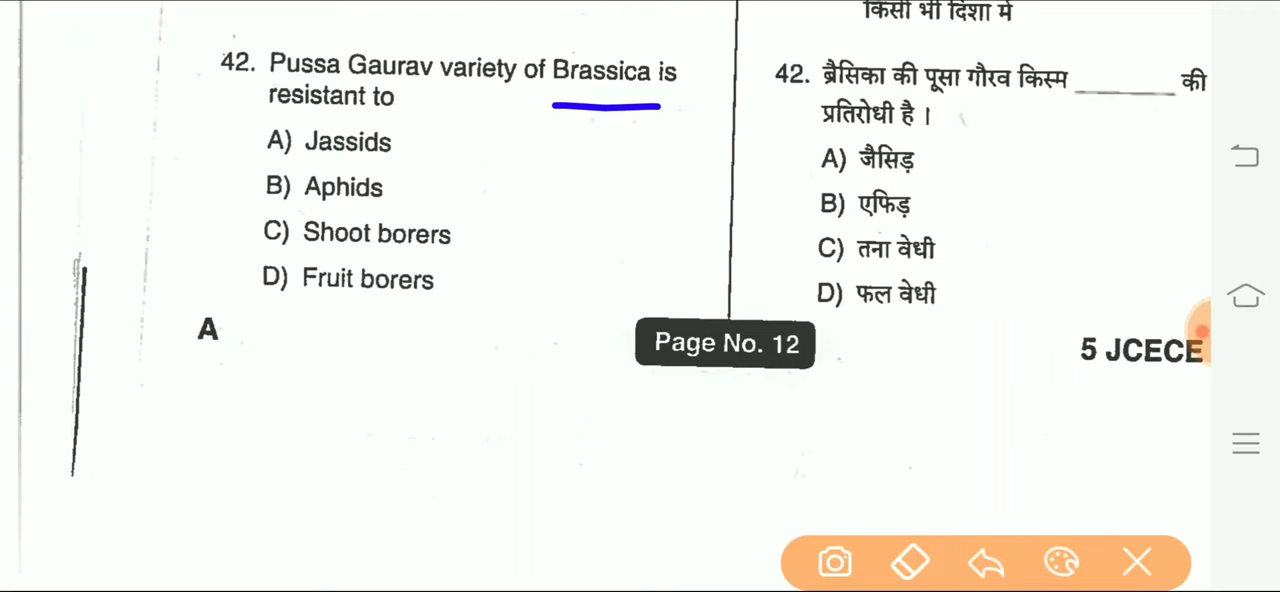 42. Pussa Gaurav variety of Brassica is
resistant to
A) Jassids
B) Aphids
C) Shoot borers
D) Fruit borers
A
किसी भी दिशा में
42. ब्रैसिका की पूसा गौरव किस्म ________ की
प्रतिरोधी है ।
A) जैसिड़
B) एफिड़
C) तना वेधी
D) फल वेधी
Page No. 12
5 JCECE